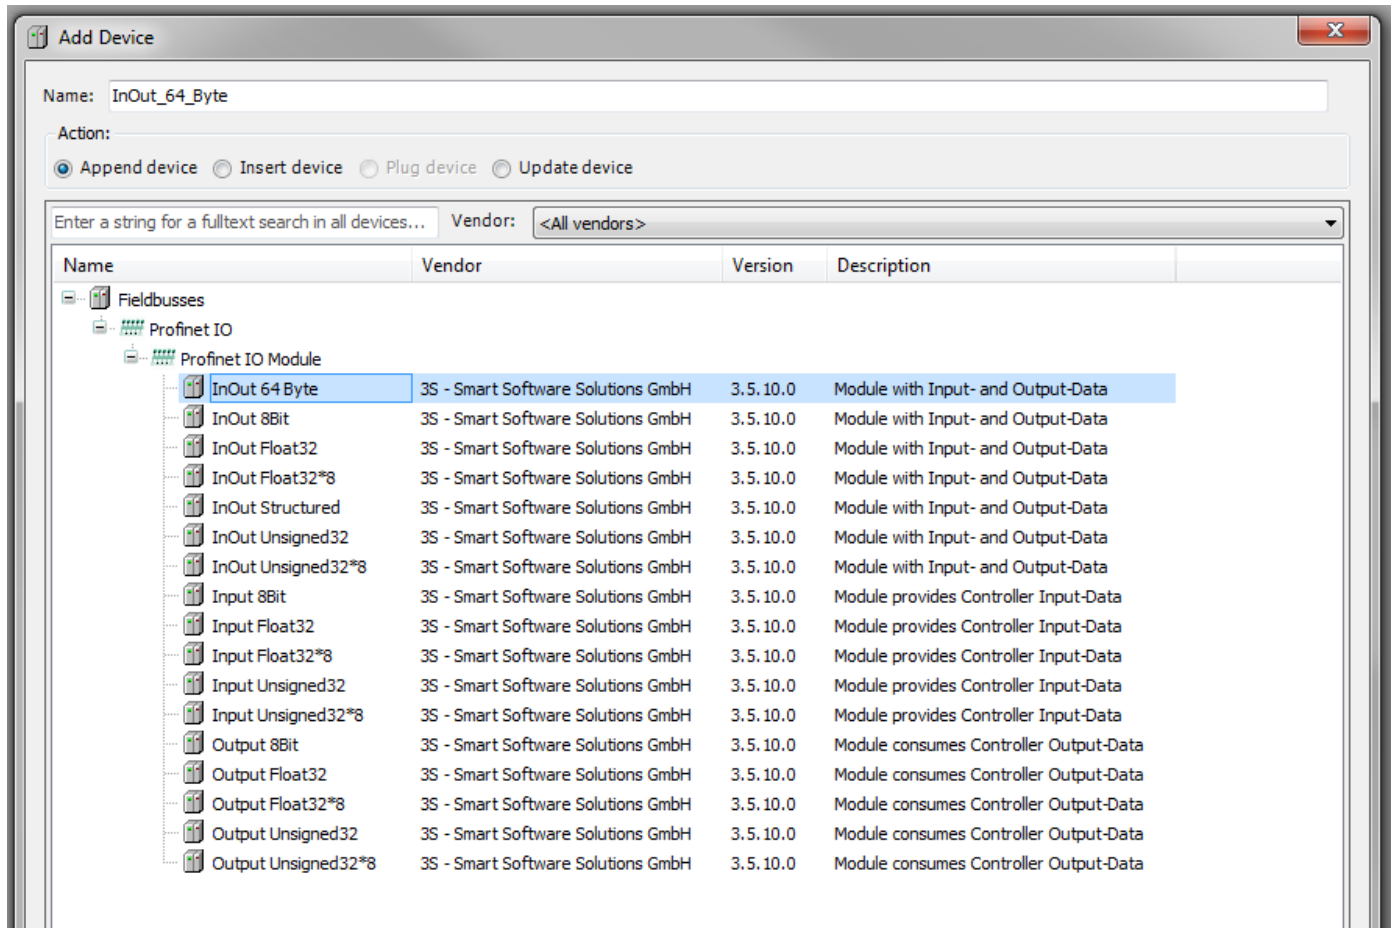 Add Device
X
Name: InOut_64_Byte
Action:
Append device Insert device Plug device Update device
Enter a string for a fulltext search in all devices... Vendor: <All vendors>
Name Vendor Version Description
Fieldbusses
Profinet IO
Profinet IO Module
InOut 64 Byte 3S - Smart Software Solutions GmbH 3.5.10.0 Module with Input- and Output-Data
InOut 8Bit 3S - Smart Software Solutions GmbH 3.5.10.0 Module with Input- and Output-Data
InOut Float32 3S - Smart Software Solutions GmbH 3.5.10.0 Module with Input- and Output-Data
InOut Float32*8 3S - Smart Software Solutions GmbH 3.5.10.0 Module with Input- and Output-Data
InOut Structured 3S - Smart Software Solutions GmbH 3.5.10.0 Module with Input- and Output-Data
InOut Unsigned32 3S - Smart Software Solutions GmbH 3.5.10.0 Module with Input- and Output-Data
InOut Unsigned32*8 3S - Smart Software Solutions GmbH 3.5.10.0 Module with Input- and Output-Data
Input 8Bit 3S - Smart Software Solutions GmbH 3.5.10.0 Module provides Controller Input-Data
Input Float32 3S - Smart Software Solutions GmbH 3.5.10.0 Module provides Controller Input-Data
Input Float32*8 3S - Smart Software Solutions GmbH 3.5.10.0 Module provides Controller Input-Data
Input Unsigned32 3S - Smart Software Solutions GmbH 3.5.10.0 Module provides Controller Input-Data
Input Unsigned32*8 3S - Smart Software Solutions GmbH 3.5.10.0 Module provides Controller Input-Data
Output 8Bit 3S - Smart Software Solutions GmbH 3.5.10.0 Module consumes Controller Output-Data
Output Float32 3S - Smart Software Solutions GmbH 3.5.10.0 Module consumes Controller Output-Data
Output Float32*8 3S - Smart Software Solutions GmbH 3.5.10.0 Module consumes Controller Output-Data
Output Unsigned32 3S - Smart Software Solutions GmbH 3.5.10.0 Module consumes Controller Output-Data
Output Unsigned32*8 3S - Smart Software Solutions GmbH 3.5.10.0 Module consumes Controller Output-Data